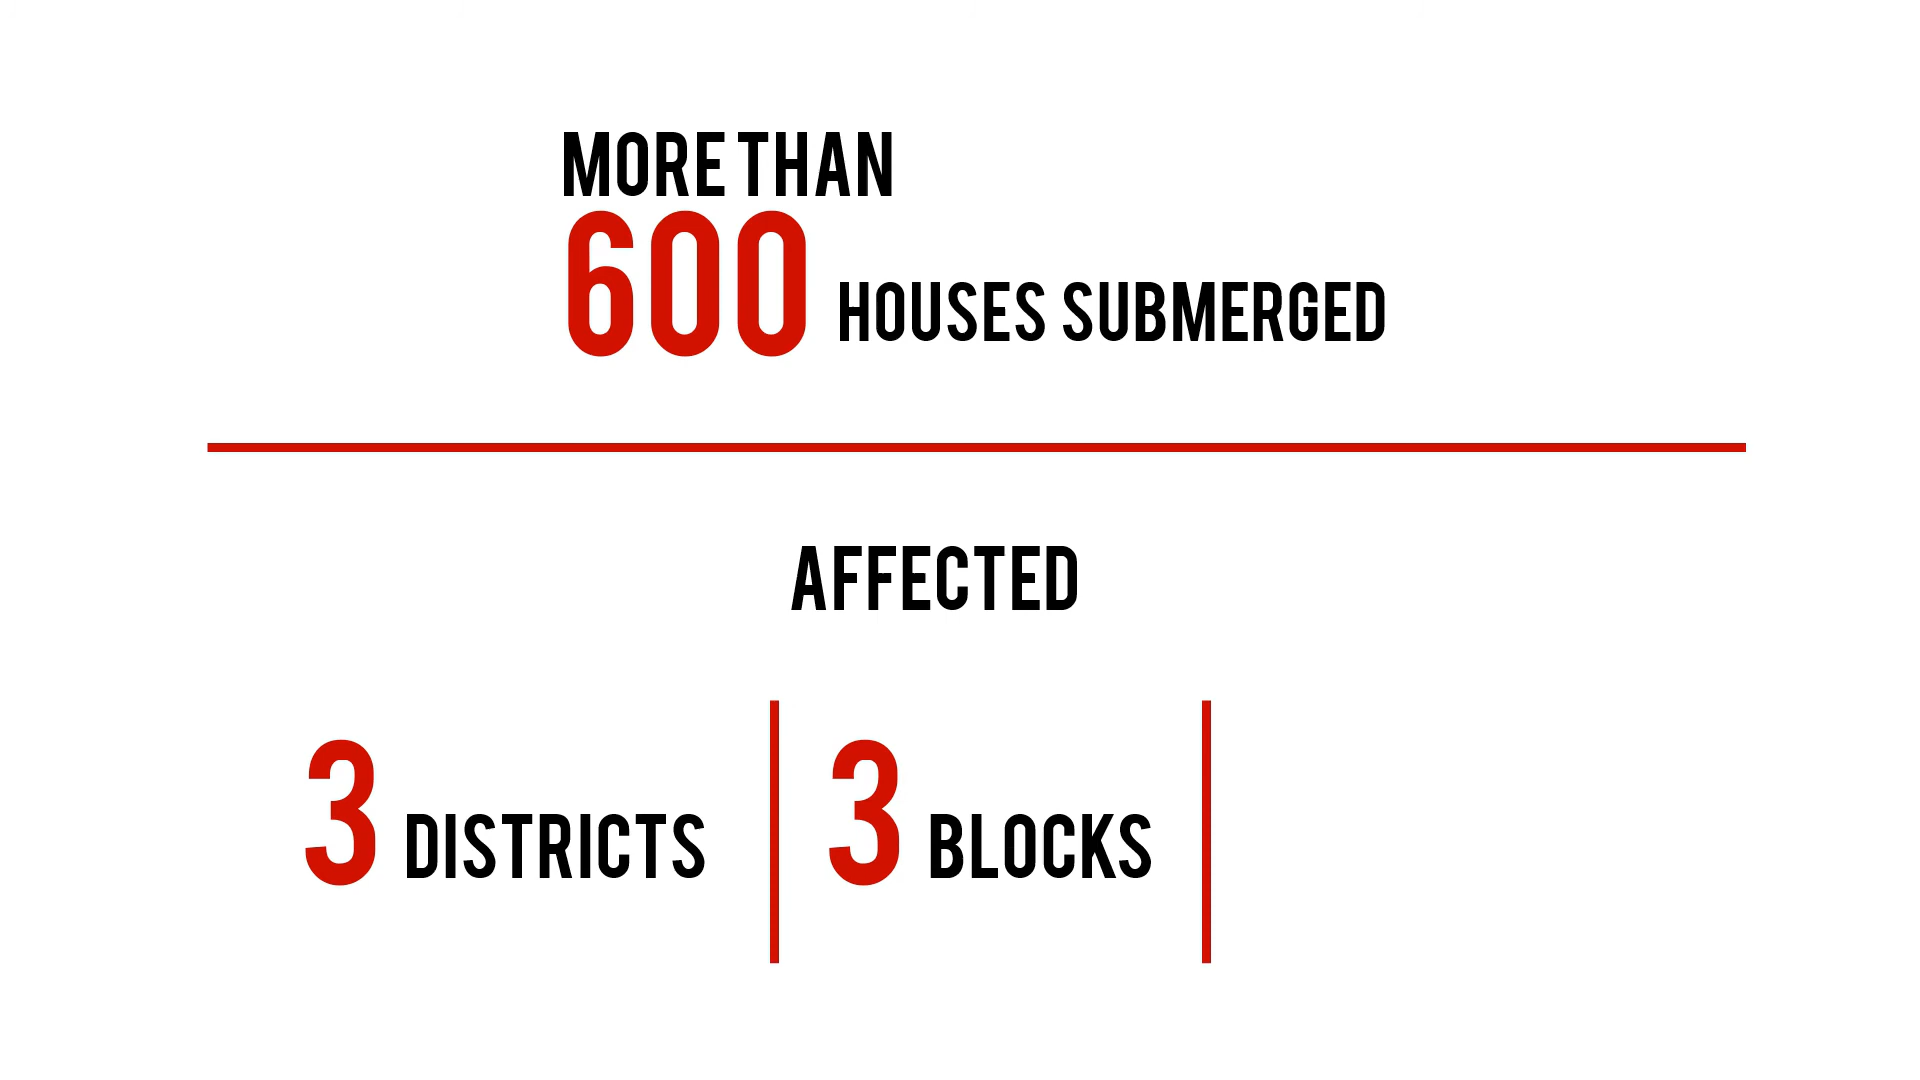 MORE THAN
600 HOUSES SUBMERGED
AFFECTED
3 DISTRICTS
3 BLOCKS